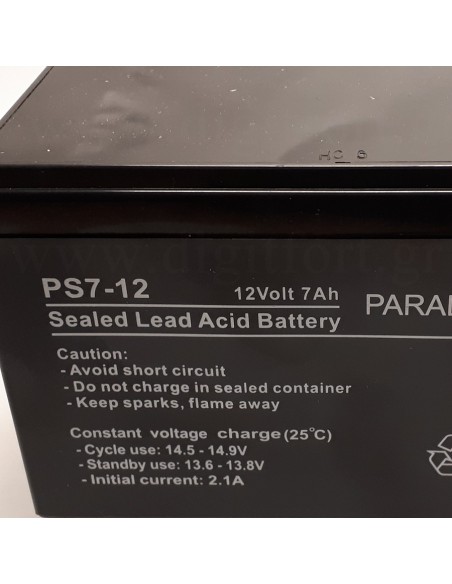 HC_6
PS7-12
12Volt 7Ah
Sealed Lead Acid Battery
Caution:
- Avoid short circuit
- Do not charge in sealed container
- Keep sparks, flame away
Constant voltage charge (25℃)
- Cycle use: 14.5 - 14.9V
- Standby use: 13.6 - 13.8V
- Initial current: 2.1A